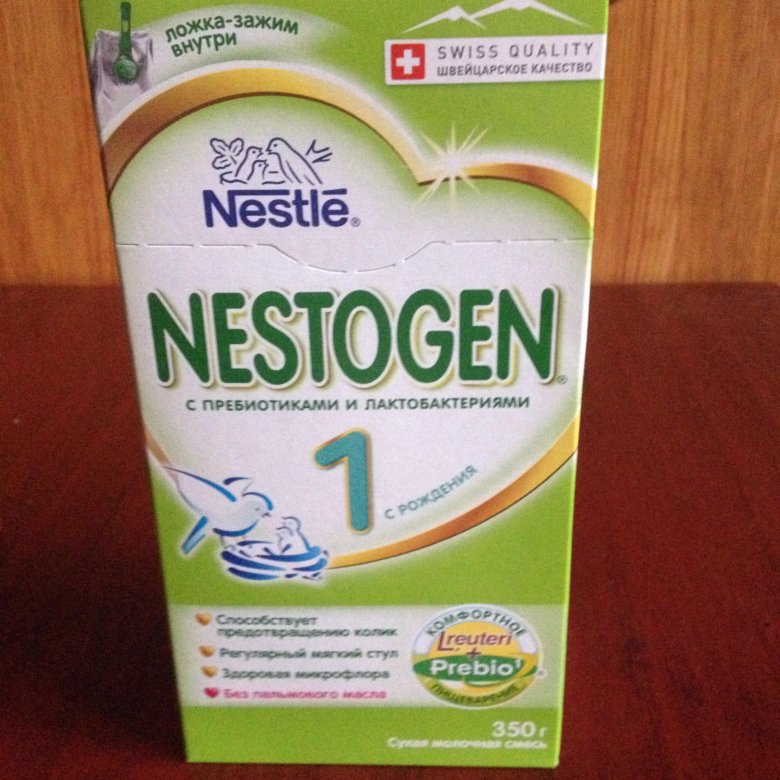 ложка-зажим
внутри
SWISS QUALITY
ШВЕЙЦАРСКОЕ КАЧЕСТВО
Nestlé®
NESTOGEN®
С ПРЕБИОТИКАМИ И ЛАКТОБАКТЕРИЯМИ
1
С РОЖДЕНИЯ
Способствует
предотвращению колик
Регулярный мягкий стул
Здоровая микрофлора
Без пальмового масла
КОМФОРТНОЕ
L.reuteri
+
Prebio1
ПИЩЕВАРЕНИЕ
350 г
Сухая молочная смесь